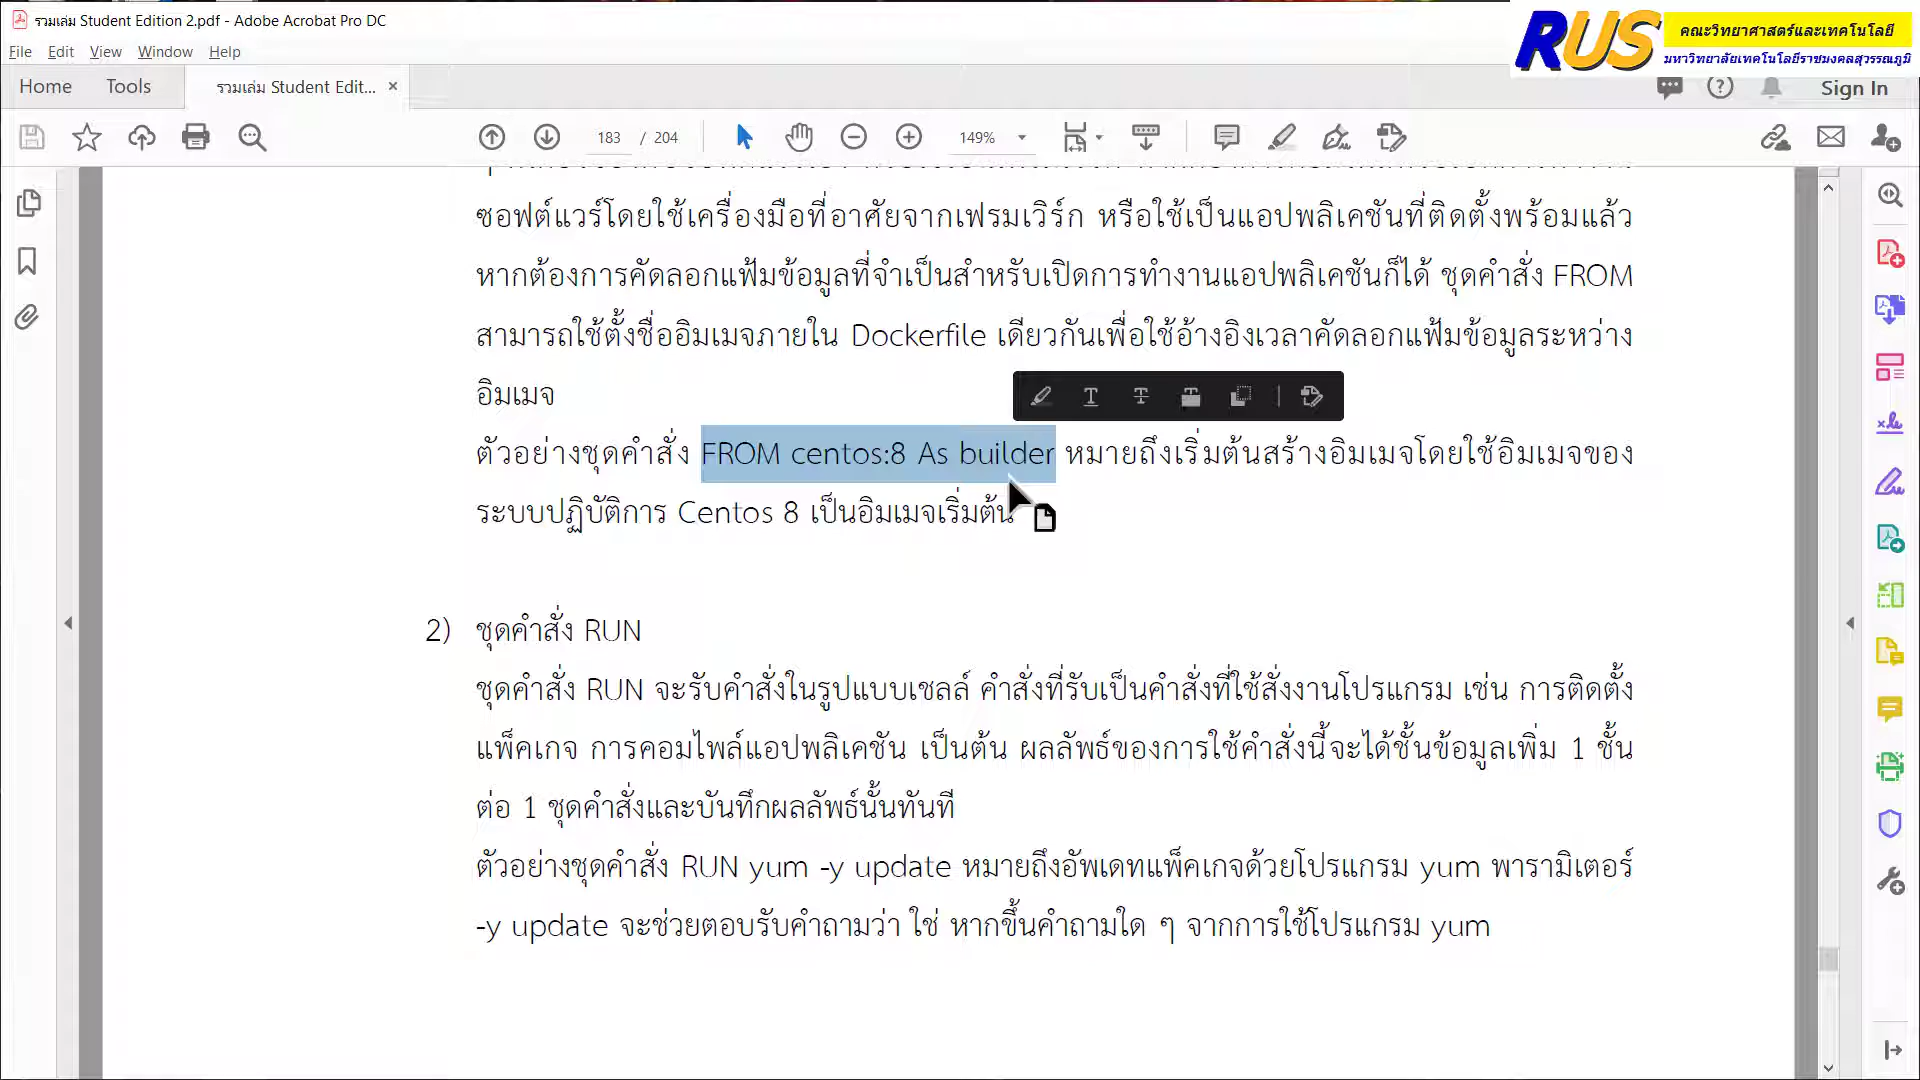 รวมเล่ม Student Edition 2.pdf - Adobe Acrobat Pro DC
RUS
คณะวิทยาศาสตร์และเทคโนโลยี
มหาวิทยาลัยเทคโนโลยีราชมงคลสุวรรณภูมิ
File Edit View Window Help
Home Tools รวมเล่ม Student Edit... × Sign In
183 / 204 149%
ซอฟต์แวร์โดยใช้เครื่องมือที่อาศัยจากเฟรมเวิร์ก หรือใช้เป็นแอปพลิเคชันที่ติดตั้งพร้อมแล้ว
หากต้องการคัดลอกแฟ้มข้อมูลที่จำเป็นสำหรับเปิดการทำงานแอปพลิเคชันก็ได้ ชุดคำสั่ง FROM
สามารถใช้ตั้งชื่ออิมเมจภายใน Dockerfile เดียวกันเพื่อใช้อ้างอิงเวลาคัดลอกแฟ้มข้อมูลระหว่าง
อิมเมจ
ตัวอย่างชุดคำสั่ง FROM centos:8 As builder หมายถึงเริ่มต้นสร้างอิมเมจโดยใช้อิมเมจของ
ระบบปฏิบัติการ Centos 8 เป็นอิมเมจเริ่มต้น
2) ชุดคำสั่ง RUN
ชุดคำสั่ง RUN จะรับคำสั่งในรูปแบบเชลล์ คำสั่งที่รับเป็นคำสั่งที่ใช้สั่งงานโปรแกรม เช่น การติดตั้ง
แพ็คเกจ การคอมไพล์แอปพลิเคชัน เป็นต้น ผลลัพธ์ของการใช้คำสั่งนี้จะได้ชั้นข้อมูลเพิ่ม 1 ชั้น
ต่อ 1 ชุดคำสั่งและบันทึกผลลัพธ์นั้นทันที
ตัวอย่างชุดคำสั่ง RUN yum -y update หมายถึงอัพเดทแพ็คเกจด้วยโปรแกรม yum พารามิเตอร์
-y update จะช่วยตอบรับคำถามว่า ใช่ หากขึ้นคำถามใด ๆ จากการใช้โปรแกรม yum